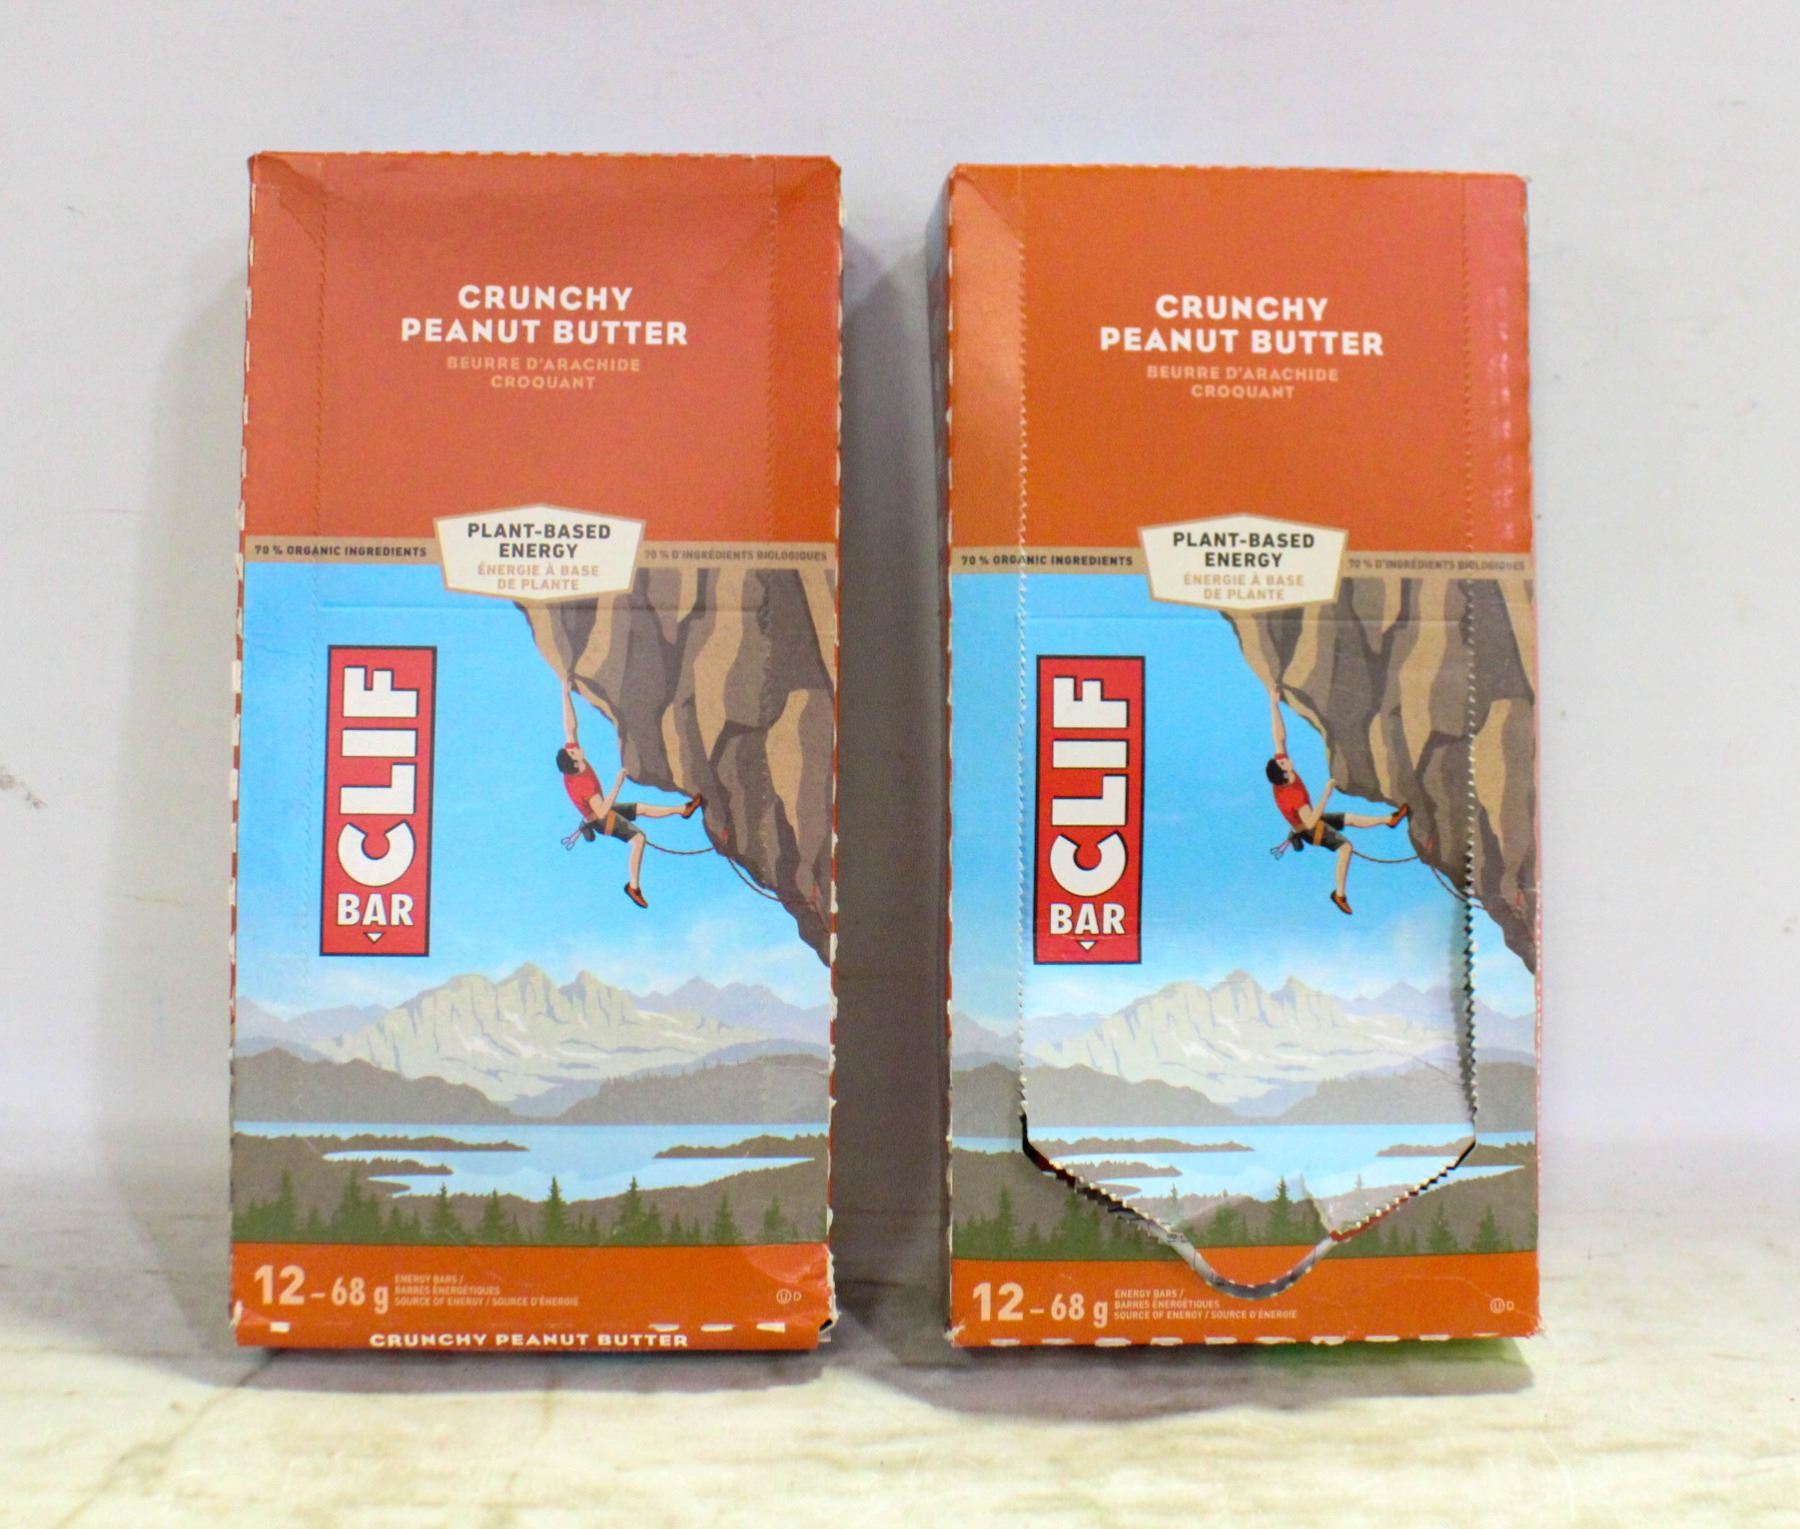 CRUNCHY
PEANUT BUTTER
BEURRE D'ARACHIDE
CROQUANT
PLANT-BASED
ENERGY
ÉNERGIE À BASE
DE PLANTE
70 % ORGANIC INGREDIENTS
70 % D'INGRÉDIENTS BIOLOGIQUES
CLIF
BAR
12-68 g
ENERGY BARS /
BARRES ÉNERGÉTIQUES
SOURCE OF ENERGY / SOURCE D'ÉNERGIE
U D
CRUNCHY PEANUT BUTTER
CRUNCHY
PEANUT BUTTER
BEURRE D'ARACHIDE
CROQUANT
PLANT-BASED
ENERGY
ÉNERGIE À BASE
DE PLANTE
70 % ORGANIC INGREDIENTS
70 % D'INGRÉDIENTS BIOLOGIQUES
CLIF
BAR
12-68 g
ENERGY BARS /
BARRES ÉNERGÉTIQUES
SOURCE OF ENERGY / SOURCE D'ÉNERGIE
U D